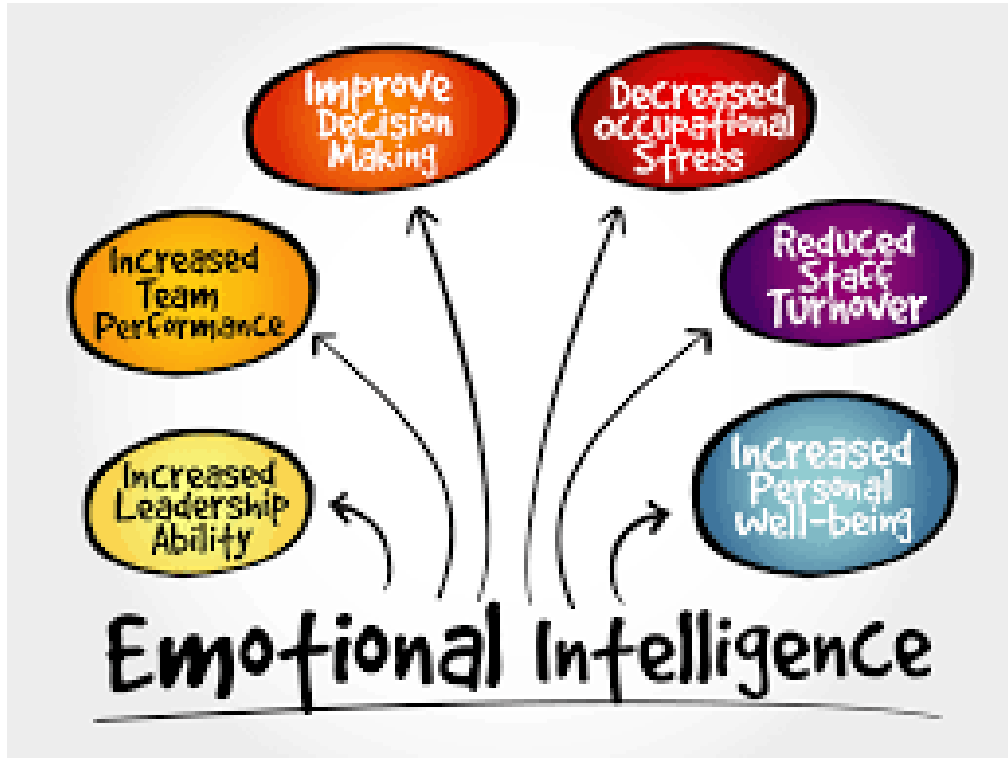 Improve
Decision
Making
Decreased
Occupational
Stress
Increased
Team
Performance
Reduced
Staff
Turnover
Increased
Leadership
Ability
Increased
Personal
Well-being
Emotional Intelligence